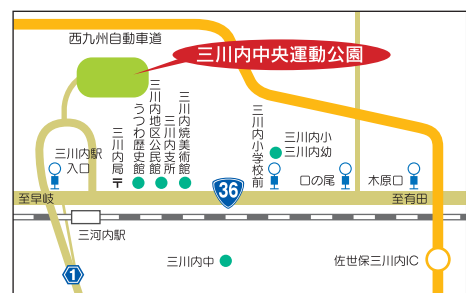 西九州自動車道
三川内中央運動公園
三川内駅
入口
三川内局
うつわ歴史館
三川内地区公民館
三川内支所
三川内焼美術館
三川内小学校前
三川内小
三川内幼
口の尾
木原口
至早岐
36
至有田
三河内駅
1
三川内中
佐世保三川内IC